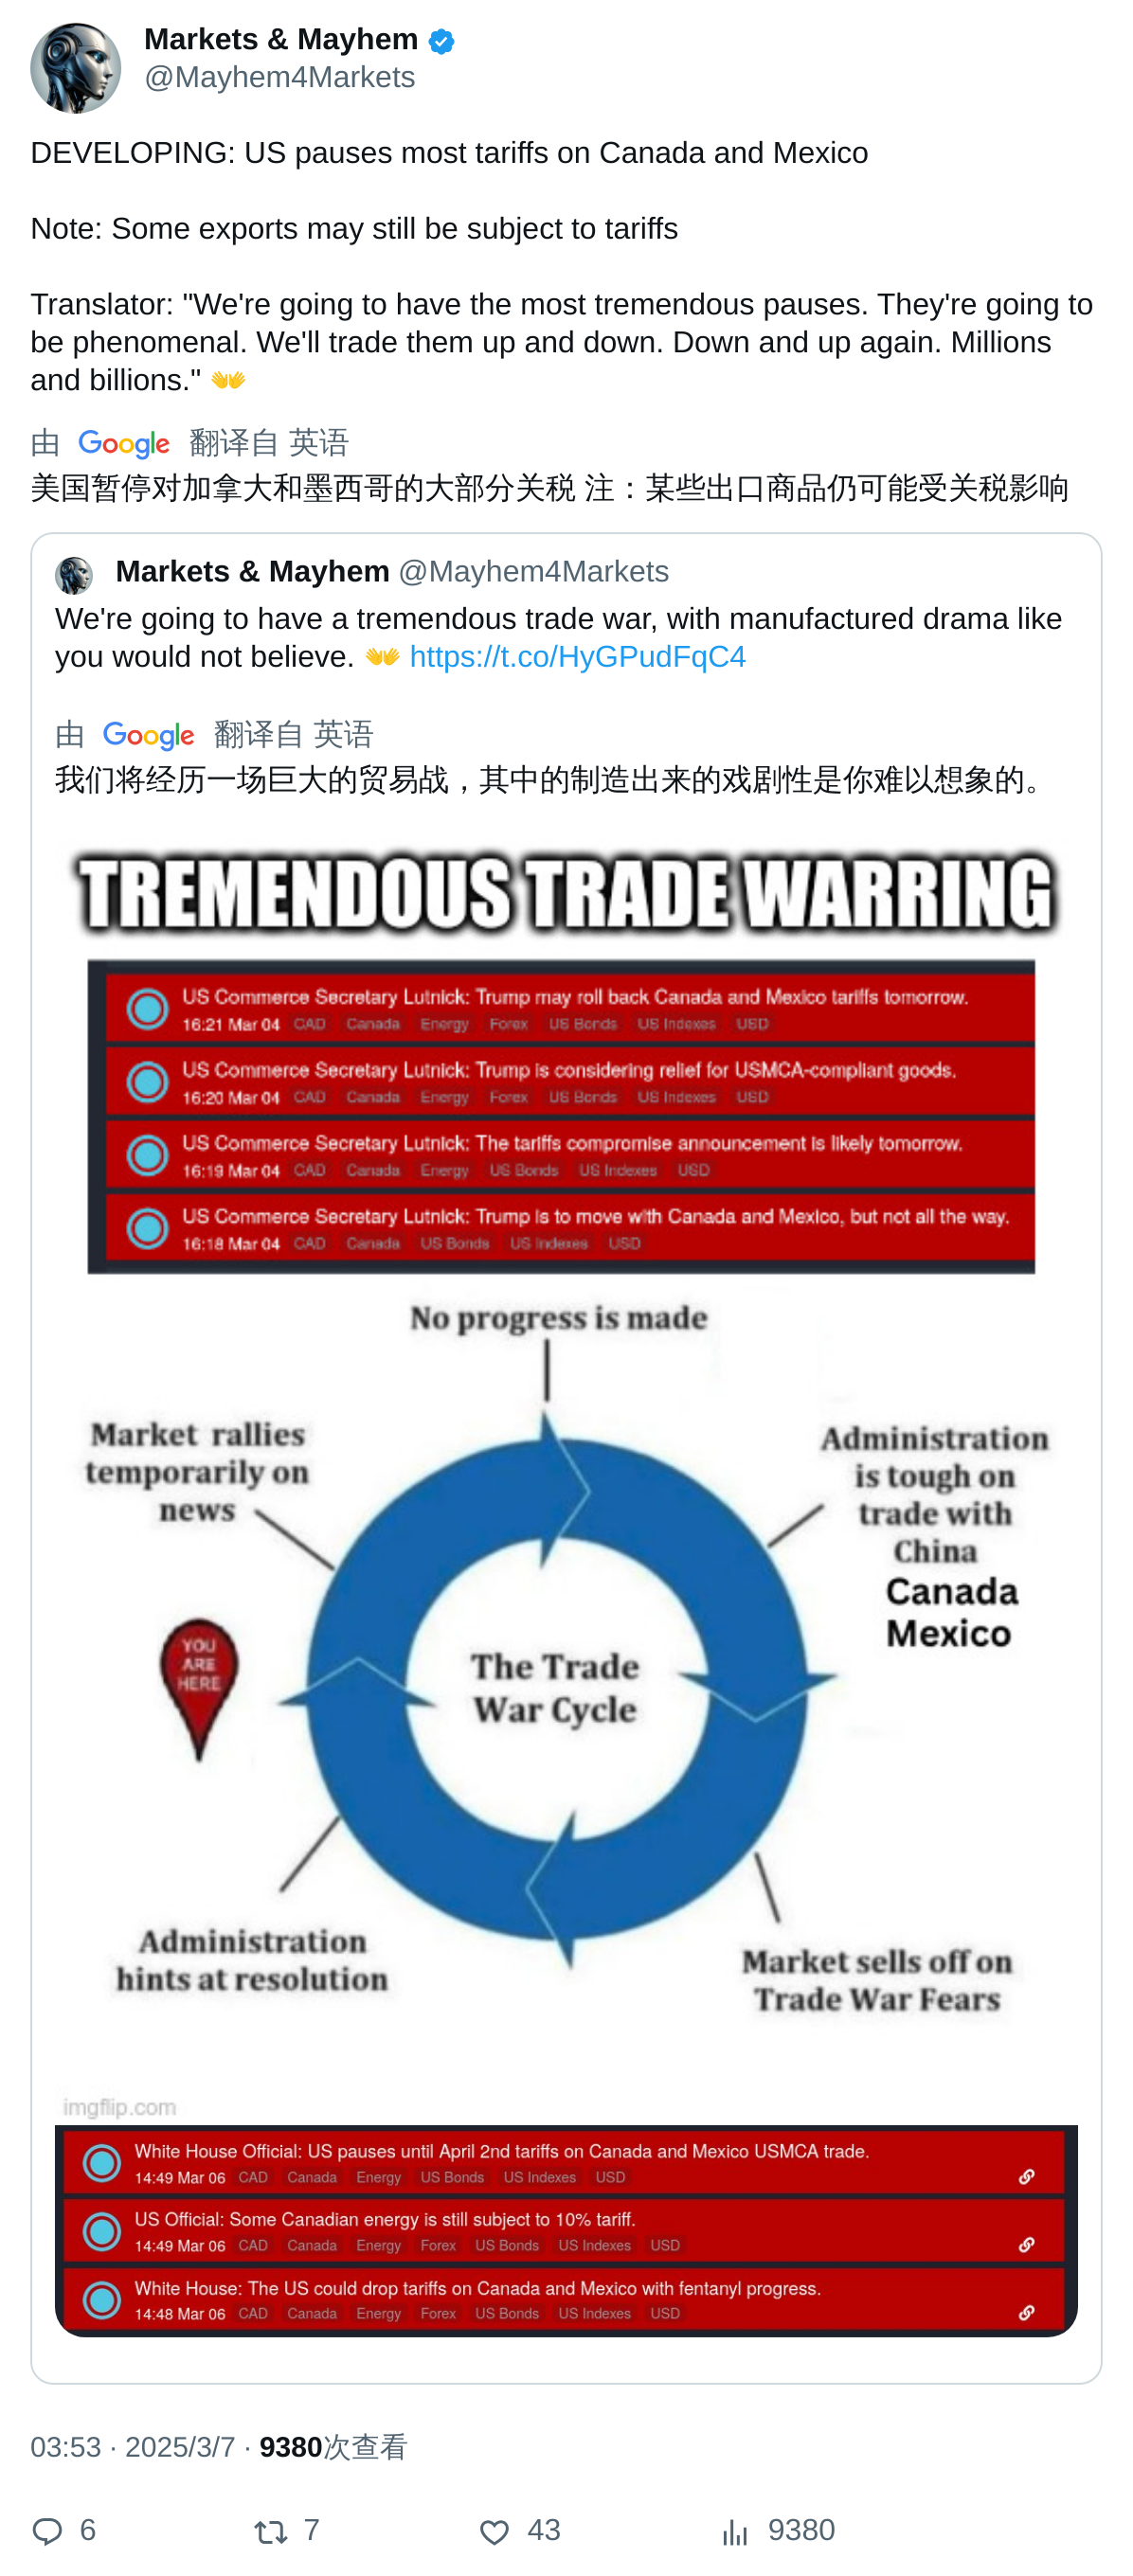 Markets & Mayhem
@Mayhem4Markets
DEVELOPING: US pauses most tariffs on Canada and Mexico
Note: Some exports may still be subject to tariffs
Translator: "We're going to have the most tremendous pauses. They're going to
be phenomenal. We'll trade them up and down. Down and up again. Millions
and billions." 👐
由 Google 翻译自 英语
美国暂停对加拿大和墨西哥的大部分关税 注：某些出口商品仍可能受关税影响
Markets & Mayhem @Mayhem4Markets
We're going to have a tremendous trade war, with manufactured drama like
you would not believe. 👐 https://t.co/HyGPudFqC4
由 Google 翻译自 英语
我们将经历一场巨大的贸易战，其中的制造出来的戏剧性是你难以想象的。
TREMENDOUS TRADE WARRING
US Commerce Secretary Lutnick: Trump may roll back Canada and Mexico tariffs tomorrow.
16:21 Mar 04 CAD Canada Energy Forex US Bonds US Indexes USD
US Commerce Secretary Lutnick: Trump is considering relief for USMCA-compliant goods.
16:20 Mar 04 CAD Canada Energy Forex US Bonds US Indexes USD
US Commerce Secretary Lutnick: The tariffs compromise announcement is likely tomorrow.
16:19 Mar 04 CAD Canada Energy US Bonds US Indexes USD
US Commerce Secretary Lutnick: Trump is to move with Canada and Mexico, but not all the way.
16:18 Mar 04 CAD Canada US Bonds US Indexes USD
No progress is made
Market rallies
temporarily on
news
Administration
is tough on
trade with
China
Canada
Mexico
YOU
ARE
HERE
The Trade
War Cycle
Administration
hints at resolution
Market sells off on
Trade War Fears
imgflip.com
White House Official: US pauses until April 2nd tariffs on Canada and Mexico USMCA trade.
14:49 Mar 06 CAD Canada Energy US Bonds US Indexes USD
US Official: Some Canadian energy is still subject to 10% tariff.
14:49 Mar 06 CAD Canada Energy Forex US Bonds US Indexes USD
White House: The US could drop tariffs on Canada and Mexico with fentanyl progress.
14:48 Mar 06 CAD Canada Energy Forex US Bonds US Indexes USD
03:53 · 2025/3/7 · 9380次查看
6 7 43 9380